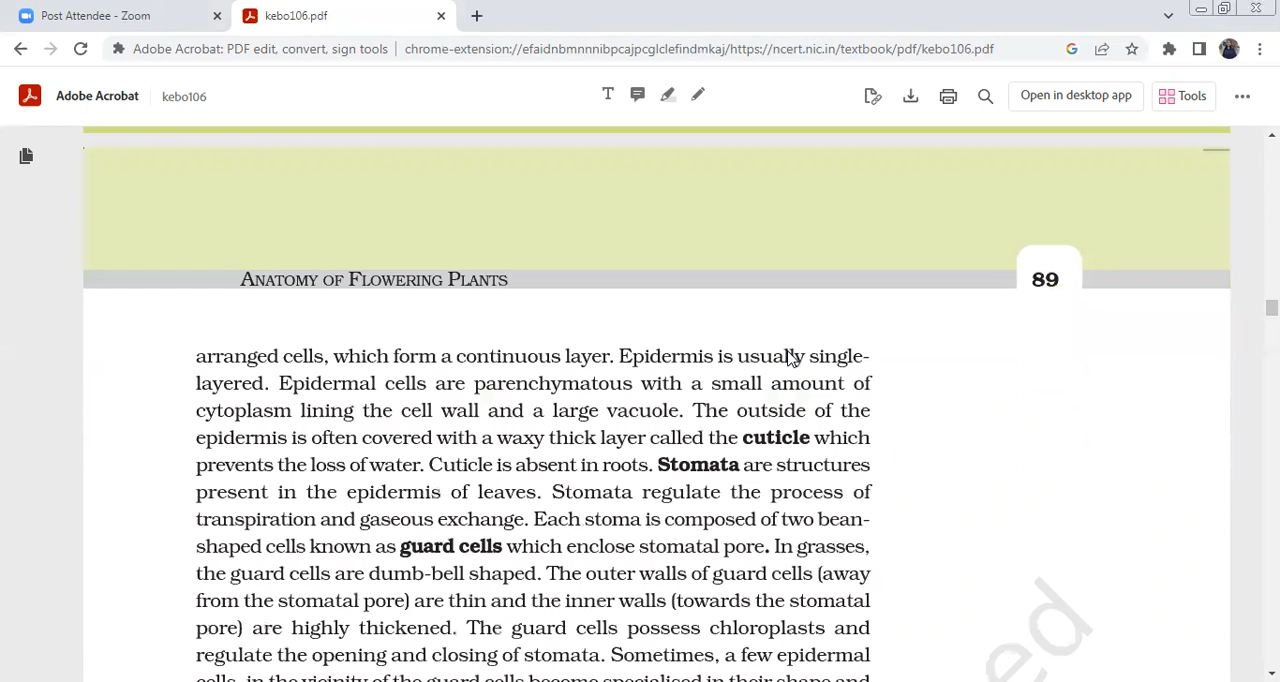 Post Attendee - Zoom
kebo106.pdf
Adobe Acrobat: PDF edit, convert, sign tools | chrome-extension://efaidnbmnnnibpcajpcglclefindmkaj/https://ncert.nic.in/textbook/pdf/kebo106.pdf
Adobe Acrobat kebo106 Open in desktop app Tools
ANATOMY OF FLOWERING PLANTS 89
arranged cells, which form a continuous layer. Epidermis is usually single-
layered. Epidermal cells are parenchymatous with a small amount of
cytoplasm lining the cell wall and a large vacuole. The outside of the
epidermis is often covered with a waxy thick layer called the cuticle which
prevents the loss of water. Cuticle is absent in roots. Stomata are structures
present in the epidermis of leaves. Stomata regulate the process of
transpiration and gaseous exchange. Each stoma is composed of two bean-
shaped cells known as guard cells which enclose stomatal pore. In grasses,
the guard cells are dumb-bell shaped. The outer walls of guard cells (away
from the stomatal pore) are thin and the inner walls (towards the stomatal
pore) are highly thickened. The guard cells possess chloroplasts and
regulate the opening and closing of stomata. Sometimes, a few epidermal
cells, in the vicinity of the guard cells become specialised in their shape and
ed